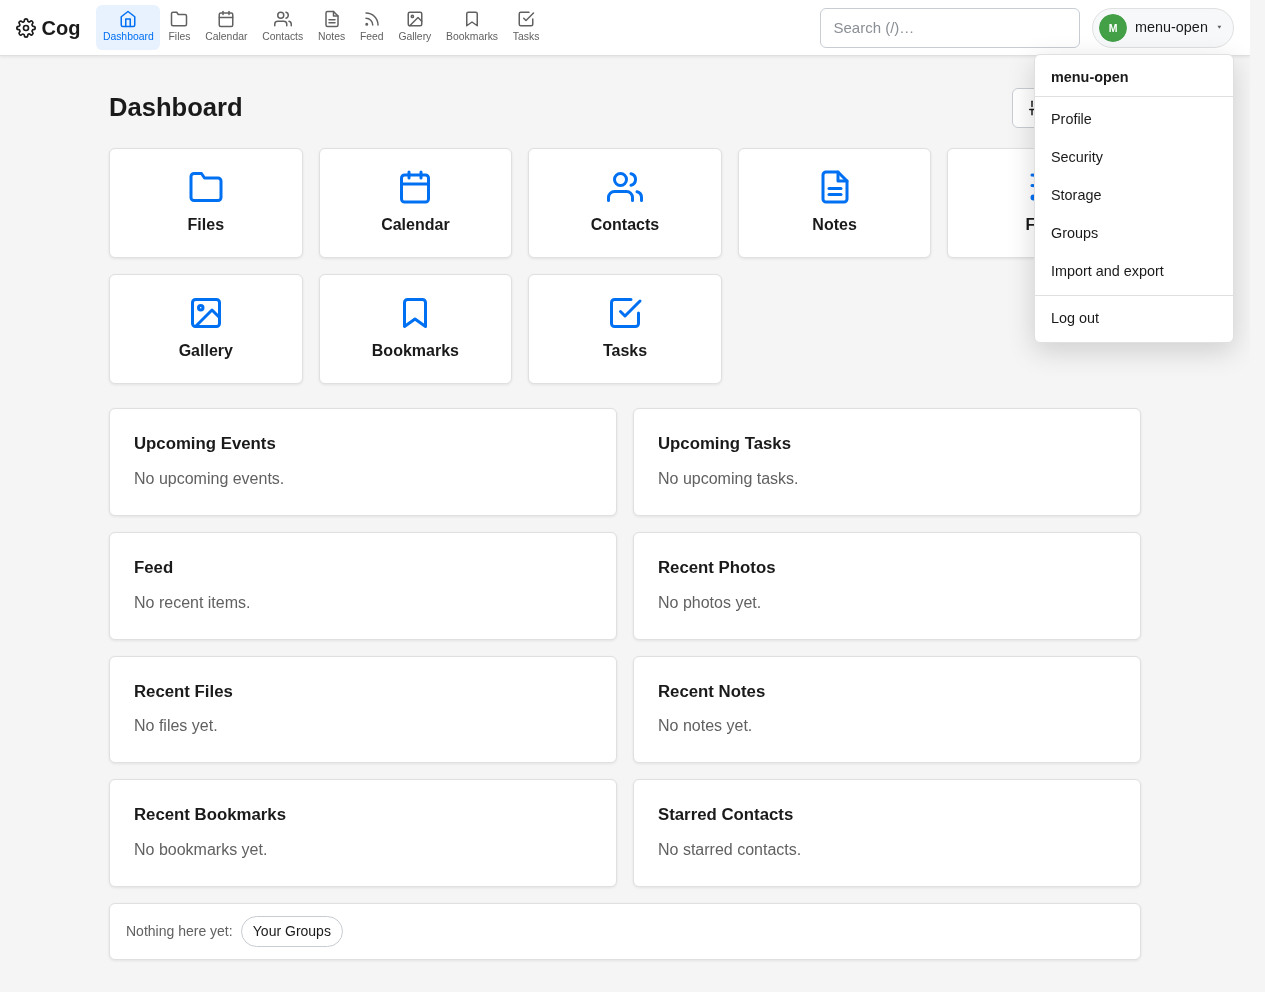 Cog
Dashboard
Files
Calendar
Contacts
Notes
Feed
Gallery
Bookmarks
Tasks
Search (/)…
M
menu-open
menu-open
Profile
Security
Storage
Groups
Import and export
Log out
Dashboard
Files
Calendar
Contacts
Notes
Gallery
Bookmarks
Tasks
Upcoming Events
No upcoming events.
Upcoming Tasks
No upcoming tasks.
Feed
No recent items.
Recent Photos
No photos yet.
Recent Files
No files yet.
Recent Notes
No notes yet.
Recent Bookmarks
No bookmarks yet.
Starred Contacts
No starred contacts.
Nothing here yet: Your Groups